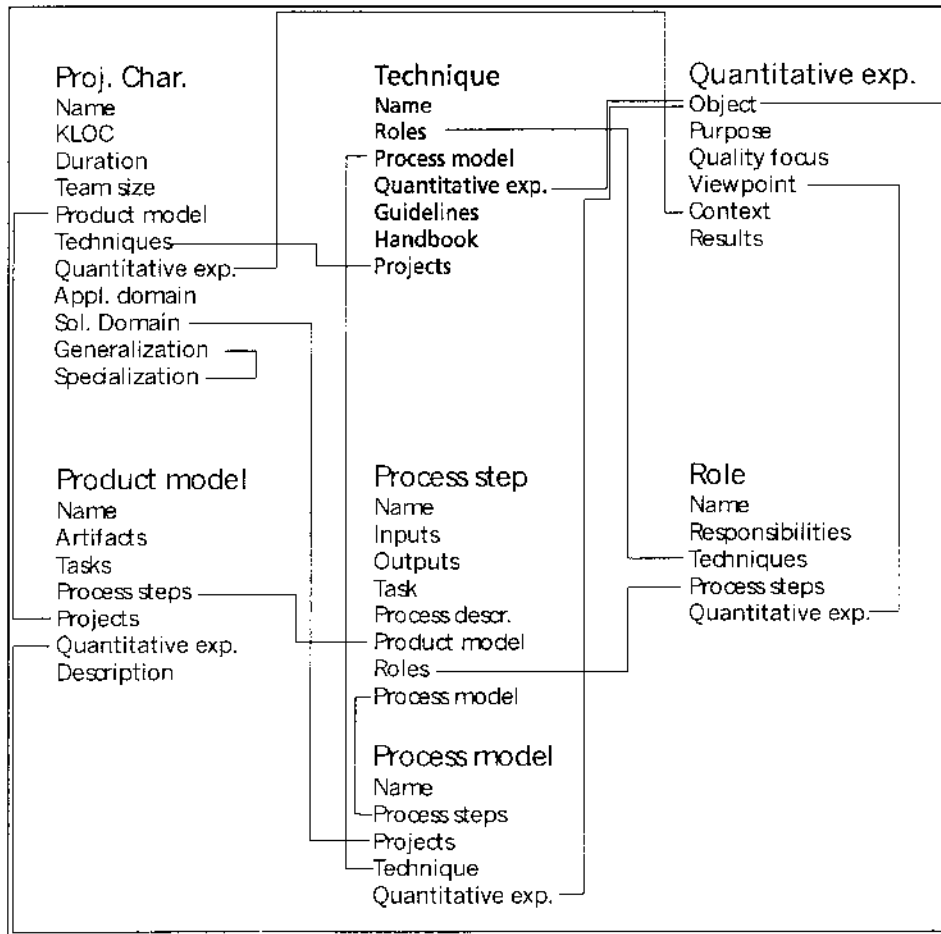 Proj. Char.
Name
KLOC
Duration
Team size
Product model
Techniques
Quantitative exp.
Appl. domain
Sol. Domain
Generalization
Specialization
Technique
Name
Roles
Process model
Quantitative exp.
Guidelines
Handbook
Projects
Quantitative exp.
Object
Purpose
Quality focus
Viewpoint
Context
Results
Product model
Name
Artifacts
Tasks
Process steps
Projects
Quantitative exp.
Description
Process step
Name
Inputs
Outputs
Task
Process descr.
Product model
Roles
Process model
Role
Name
Responsibilities
Techniques
Process steps
Quantitative exp.
Process model
Name
Process steps
Projects
Technique
Quantitative exp.